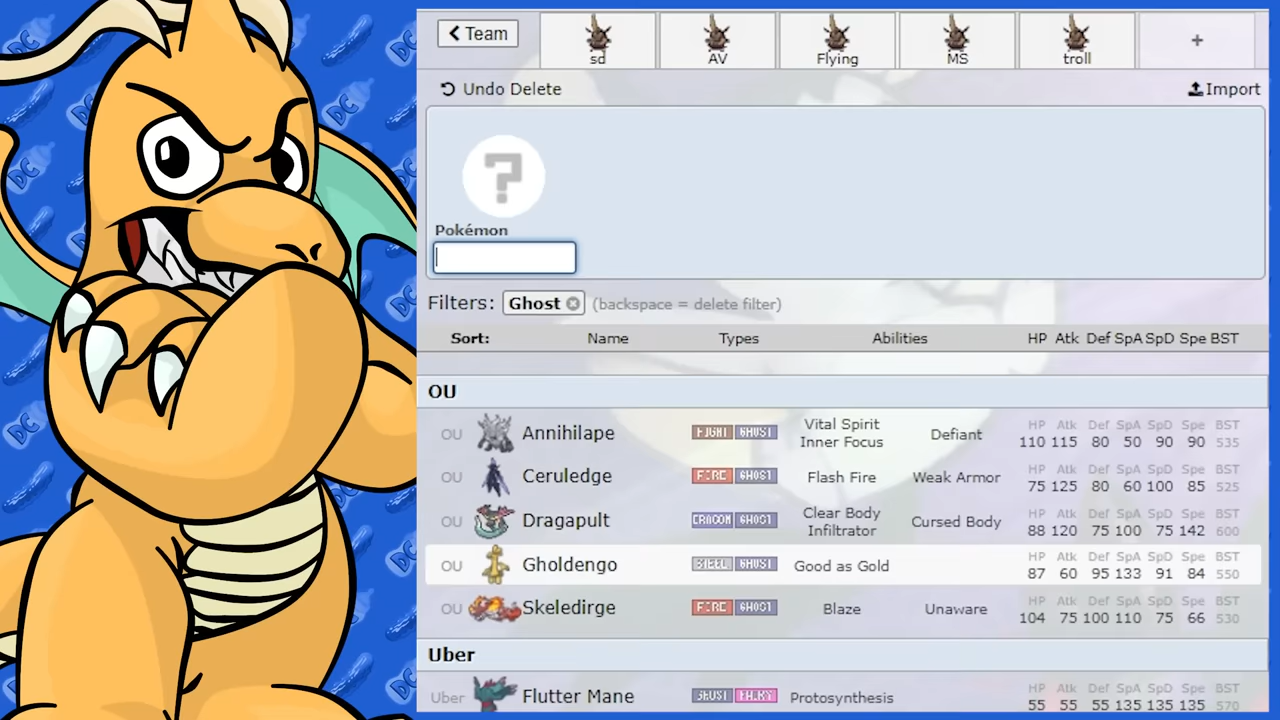 Team
sd
AV
Flying
MS
troll
+
Undo Delete
Import
?
Pokémon
Filters: Ghost (backspace = delete filter)
Sort: Name Types Abilities HP Atk Def SpA SpD Spe BST
OU
OU Annihilape FIGHT GHOST Vital Spirit Inner Focus Defiant HP 110 Atk 115 Def 80 SpA 50 SpD 90 Spe 90 BST 535
OU Ceruledge FIRE GHOST Flash Fire Weak Armor HP 75 Atk 125 Def 80 SpA 60 SpD 100 Spe 85 BST 525
OU Dragapult DRAGON GHOST Clear Body Infiltrator Cursed Body HP 88 Atk 120 Def 75 SpA 100 SpD 75 Spe 142 BST 600
OU Gholdengo STEEL GHOST Good as Gold HP 87 Atk 60 Def 95 SpA 133 SpD 91 Spe 84 BST 550
OU Skeledirge FIRE GHOST Blaze Unaware HP 104 Atk 75 Def 100 SpA 110 SpD 75 Spe 66 BST 530
Uber
Uber Flutter Mane GHOST FAIRY Protosynthesis HP 55 Atk 55 Def 55 SpA 135 SpD 135 Spe 135 BST 570
DC